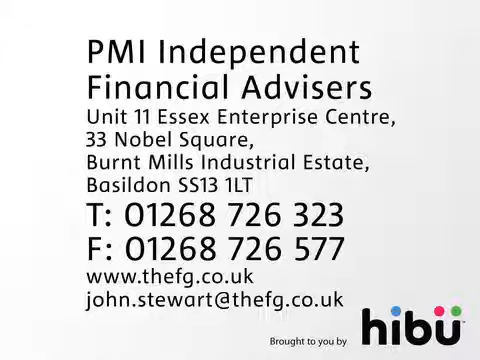 PMI Independent
Financial Advisers
Unit 11 Essex Enterprise Centre,
33 Nobel Square,
Burnt Mills Industrial Estate,
Basildon SS13 1LT
T: 01268 726 323
F: 01268 726 577
www.thefg.co.uk
john.stewart@thefg.co.uk
Brought to you by hibü